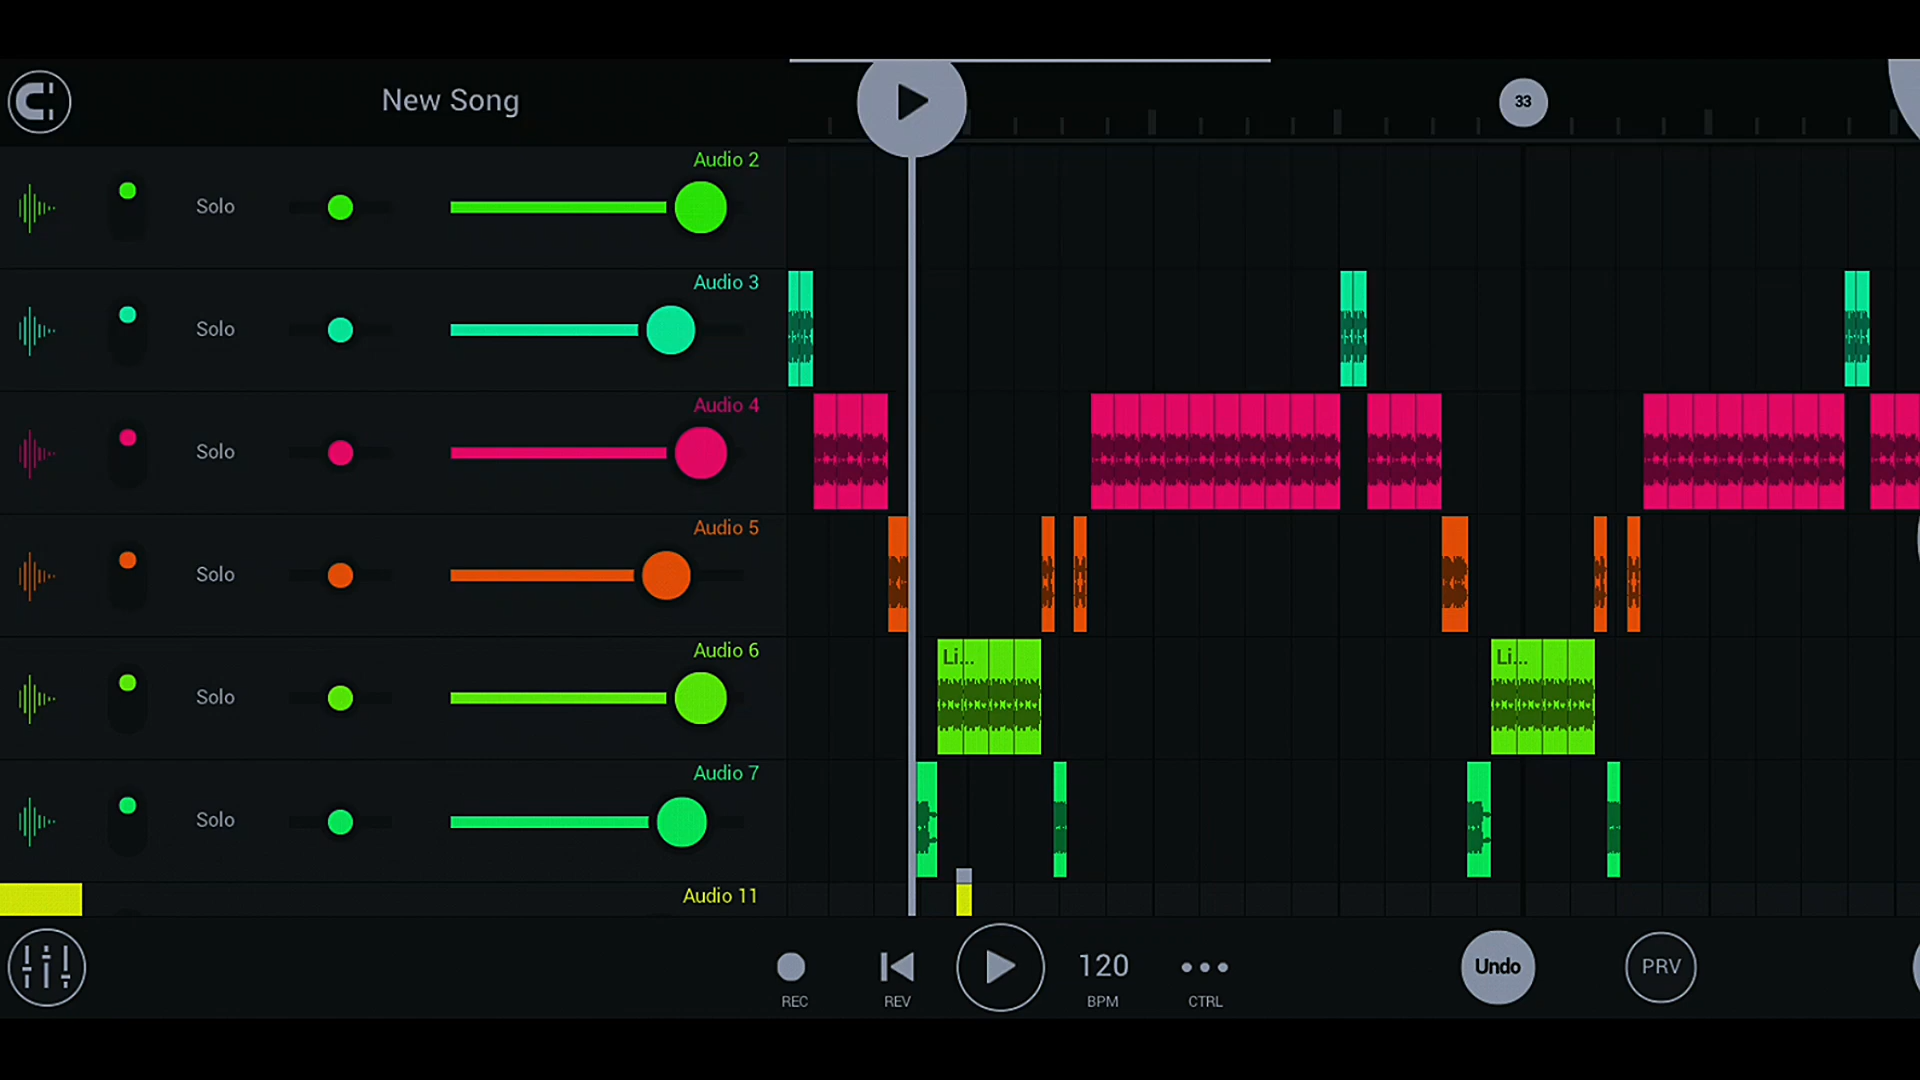 New Song
33
Audio 2
Solo
Audio 3
Solo
Audio 4
Solo
Audio 5
Solo
Audio 6
Solo
Li...
Li...
Audio 7
Solo
Audio 11
REC
REV
120
BPM
CTRL
Undo
PRV